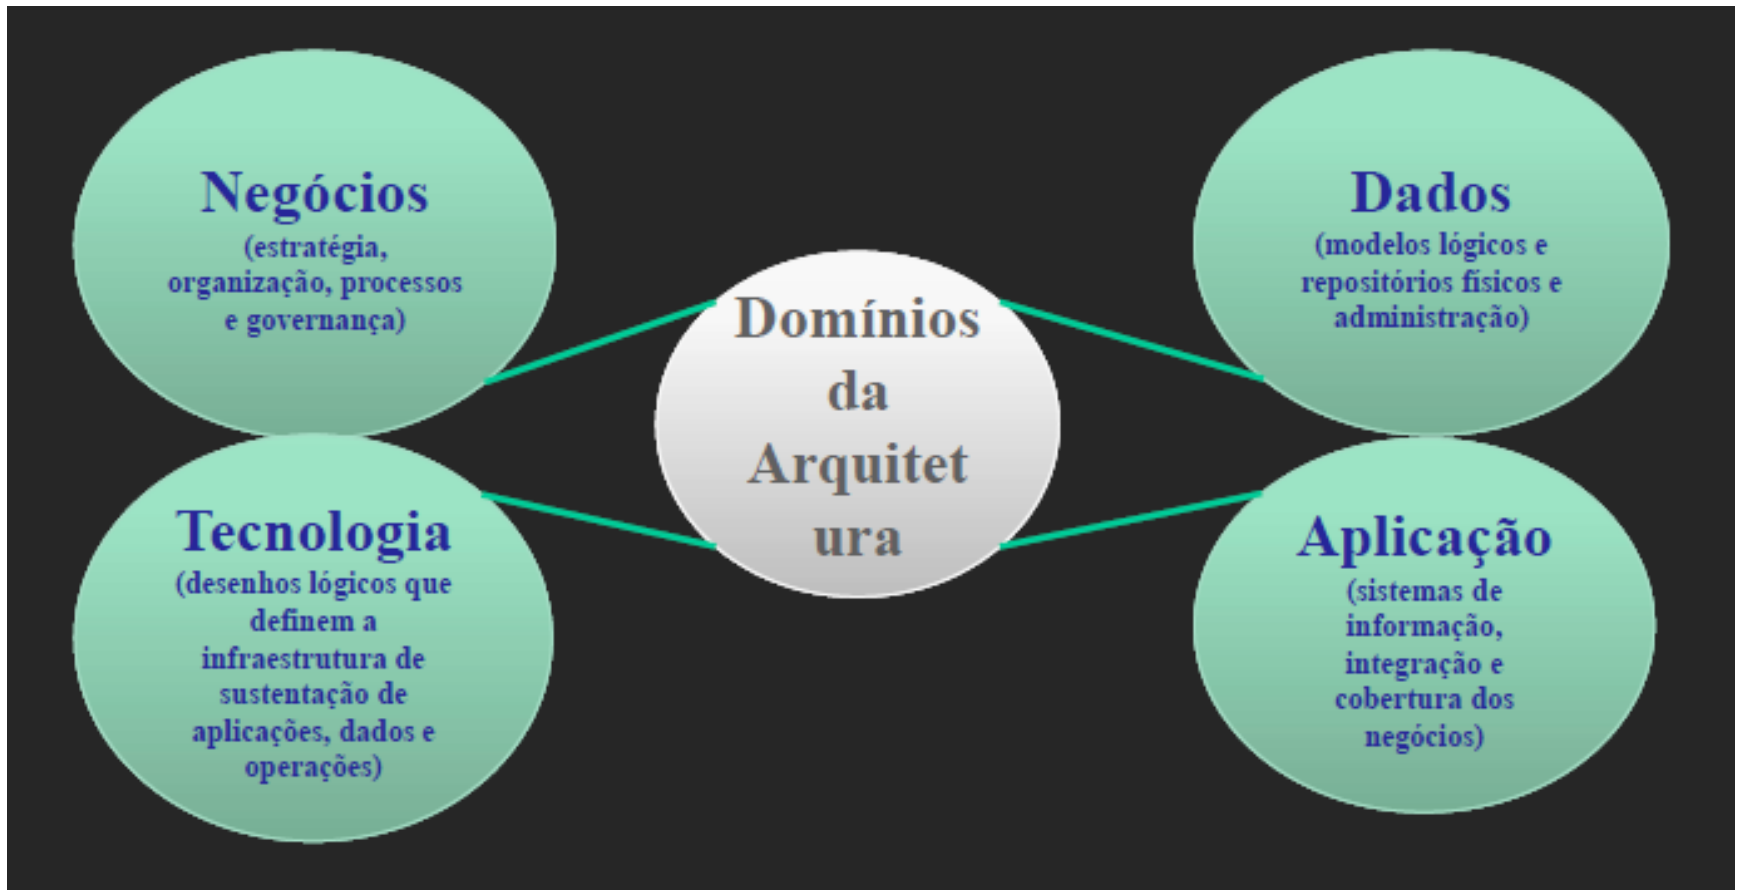 Negócios
(estratégia,
organização, processos
e governança)
Dados
(modelos lógicos e
repositórios físicos e
administração)
Domínios
da
Arquitet
ura
Tecnologia
(desenhos lógicos que
definem a
infraestrutura de
sustentação de
aplicações, dados e
operações)
Aplicação
(sistemas de
informação,
integração e
cobertura dos
negócios)